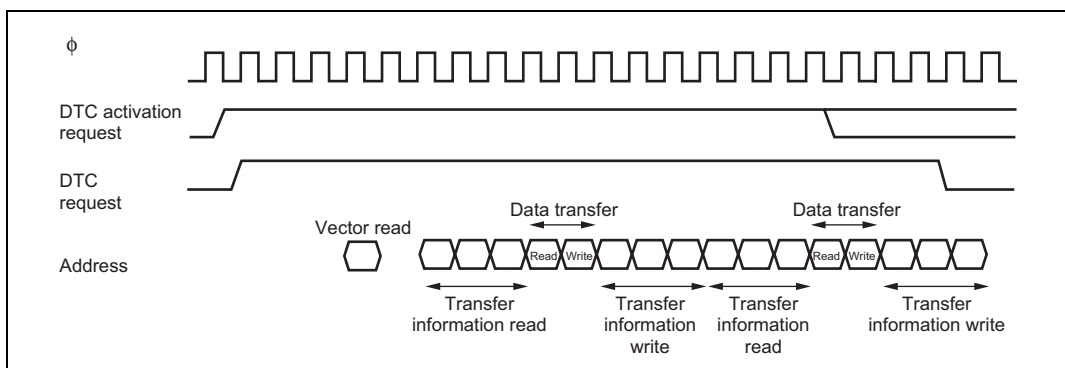 ϕ
DTC activation
request
DTC
request
Data transfer
Data transfer
Vector read
Address
Read
Write
Read
Write
Transfer
information read
Transfer
information
write
Transfer
information
read
Transfer
information write